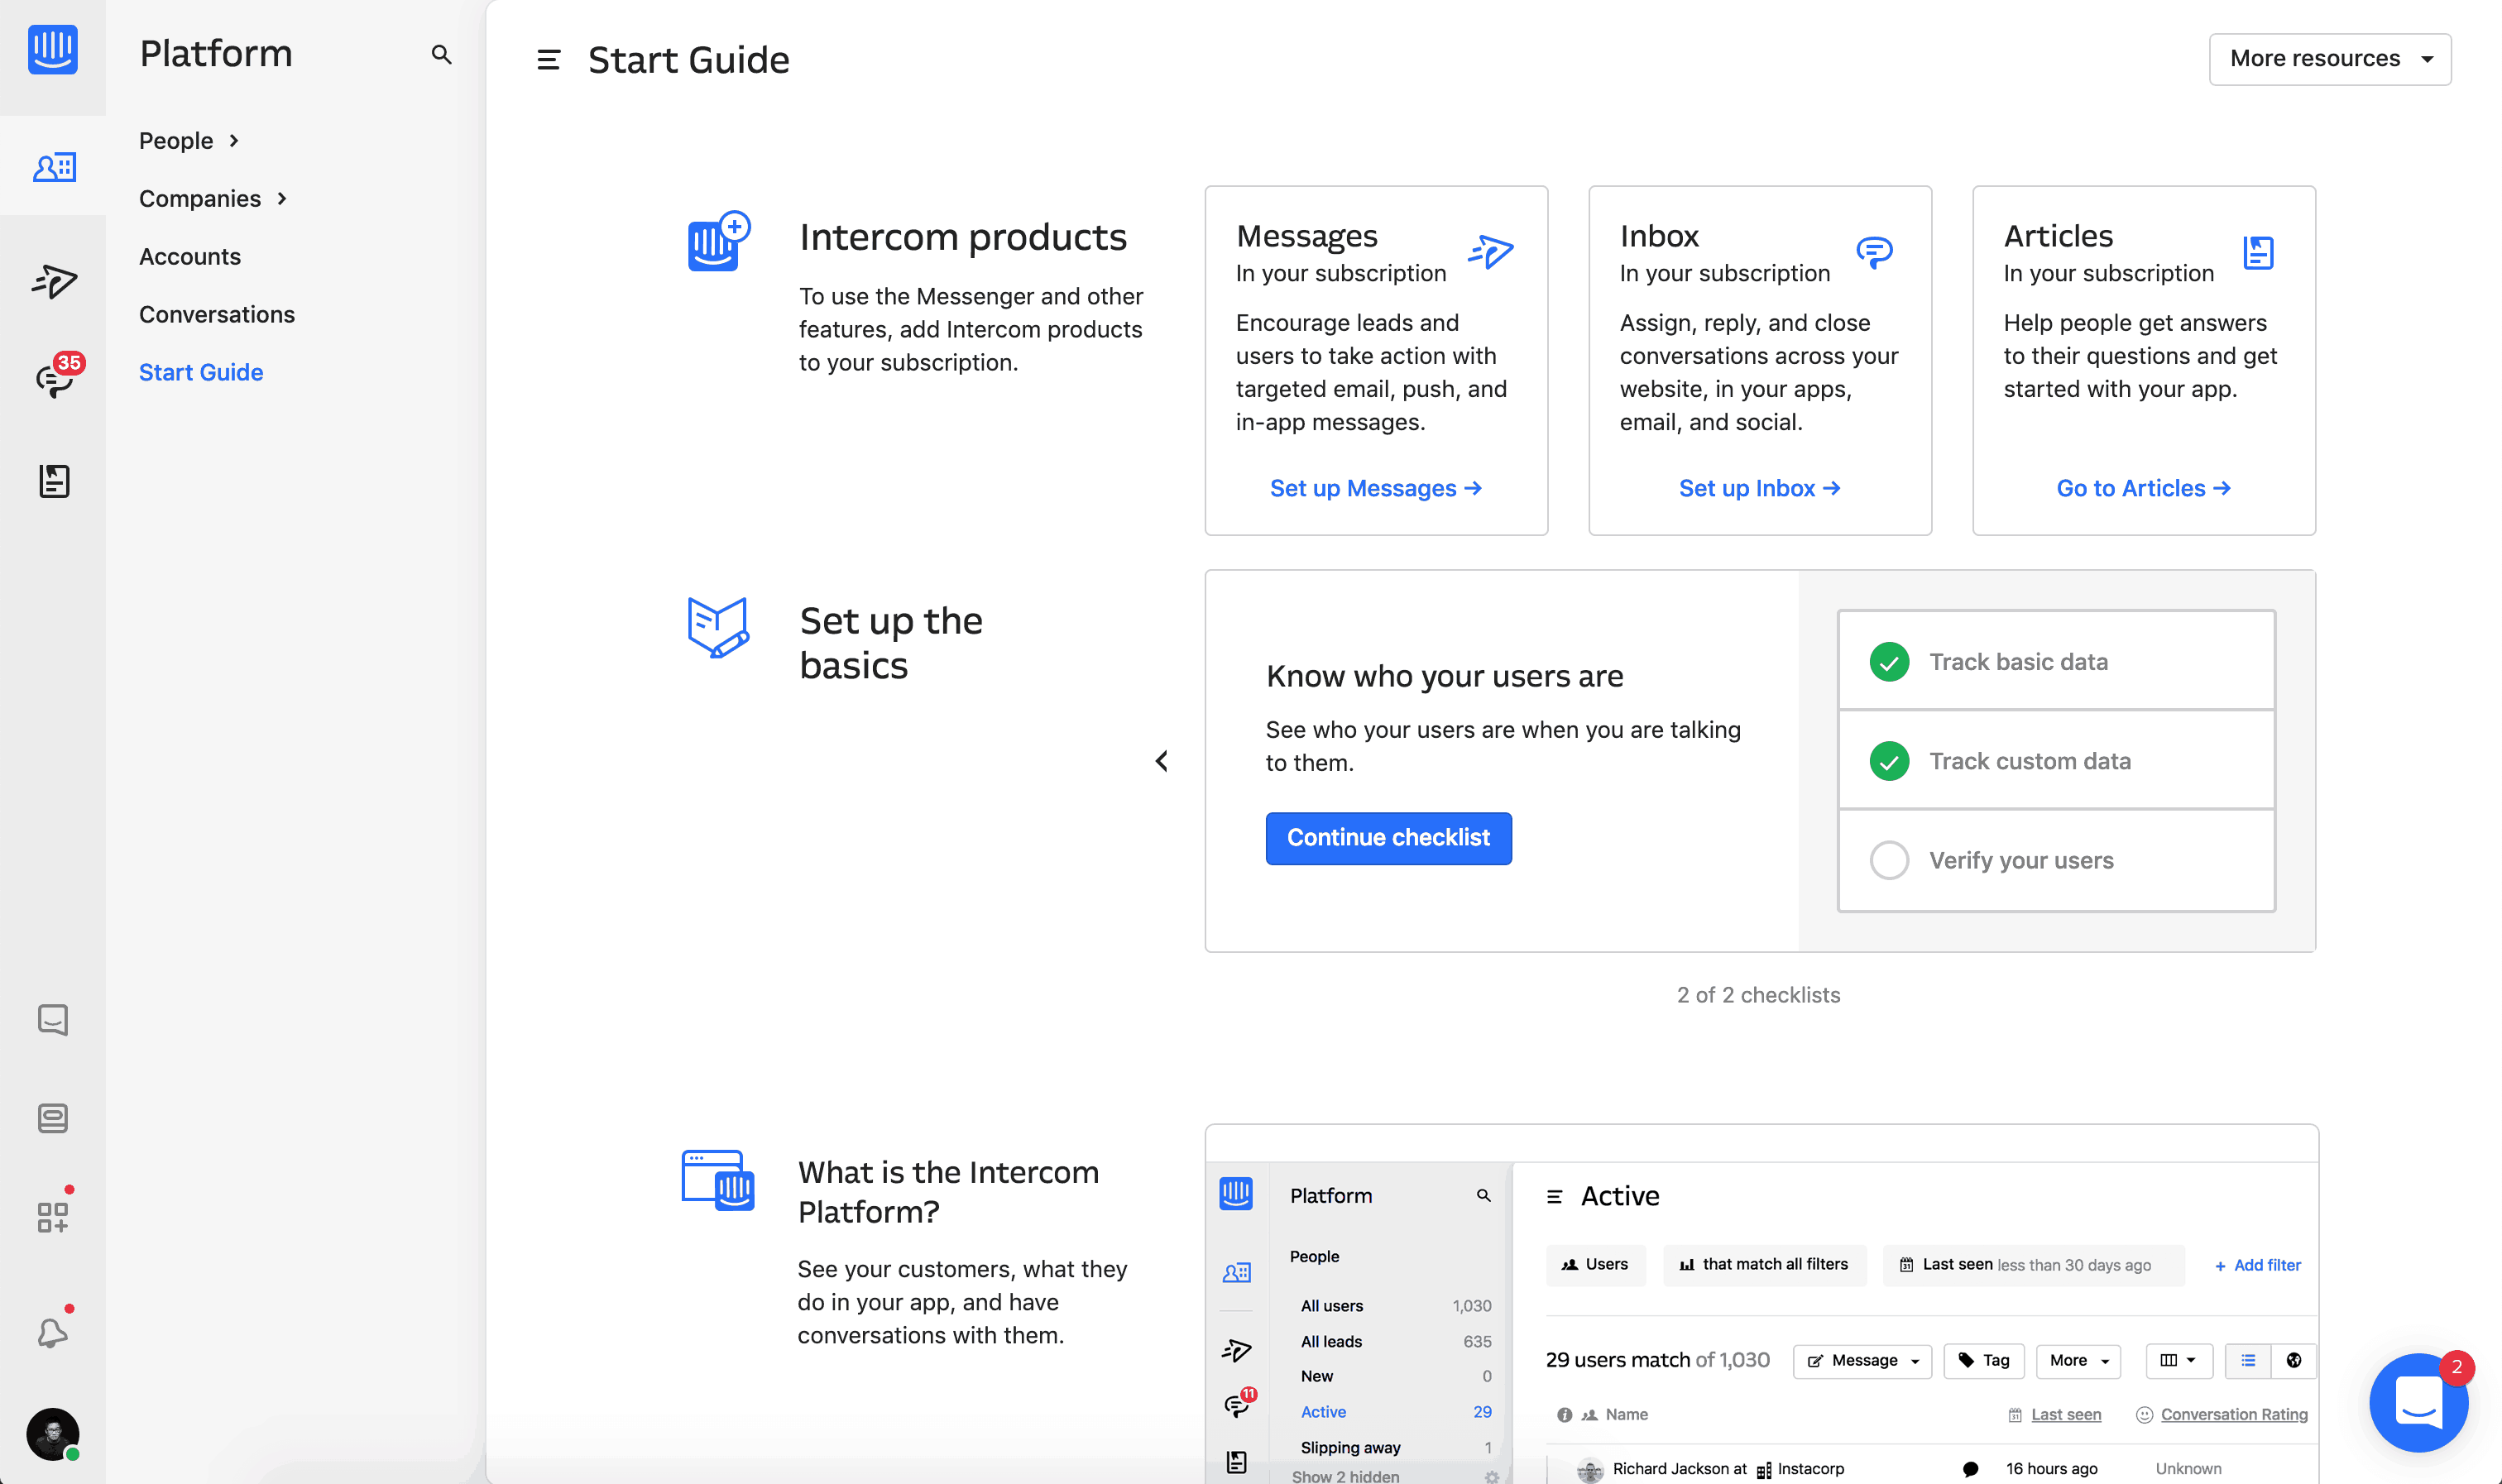 Platform
People
Companies
Accounts
Conversations
Start Guide
35
Start Guide
More resources
Intercom products
To use the Messenger and other
features, add Intercom products
to your subscription.
Messages
In your subscription
Encourage leads and
users to take action with
targeted email, push, and
in-app messages.
Set up Messages →
Inbox
In your subscription
Assign, reply, and close
conversations across your
website, in your apps,
email, and social.
Set up Inbox →
Articles
In your subscription
Help people get answers
to their questions and get
started with your app.
Go to Articles →
Set up the
basics
Know who your users are
See who your users are when you are talking
to them.
Continue checklist
Track basic data
Track custom data
Verify your users
2 of 2 checklists
What is the Intercom
Platform?
See your customers, what they
do in your app, and have
conversations with them.
Platform
People
All users 1,030
All leads 635
New 0
Active 29
Slipping away 1
Show 2 hidden
11
Active
Users
that match all filters
31 Last seen less than 30 days ago
+ Add filter
29 users match of 1,030
Message
Tag
More
Name
31 Last seen
Conversation Rating
Richard Jackson at Instacorp
16 hours ago
Unknown
2